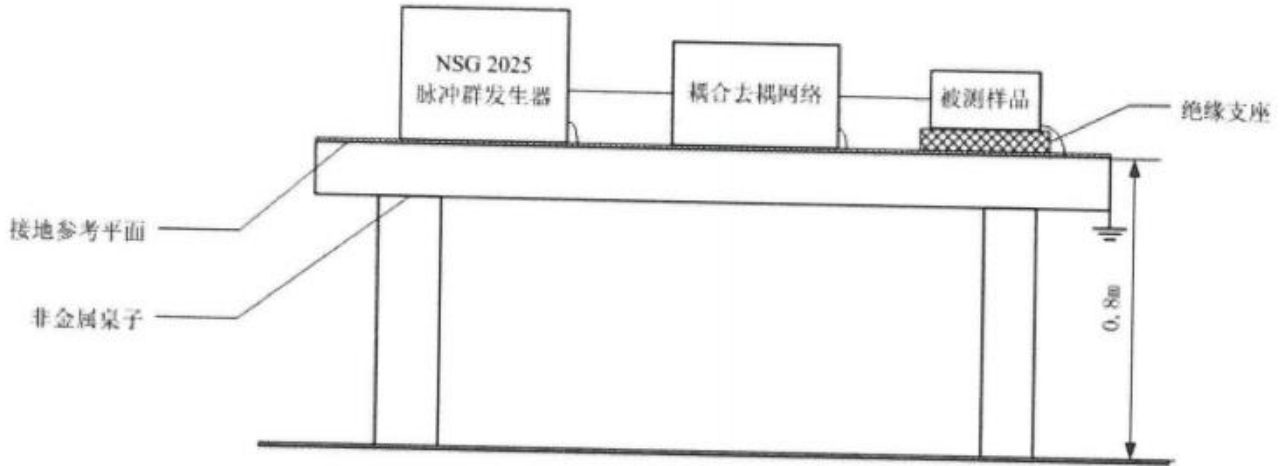 NSG 2025
脉冲群发生器
耦合去耦网络
被测样品
绝缘支座
接地参考平面
非金属桌子
0.8m